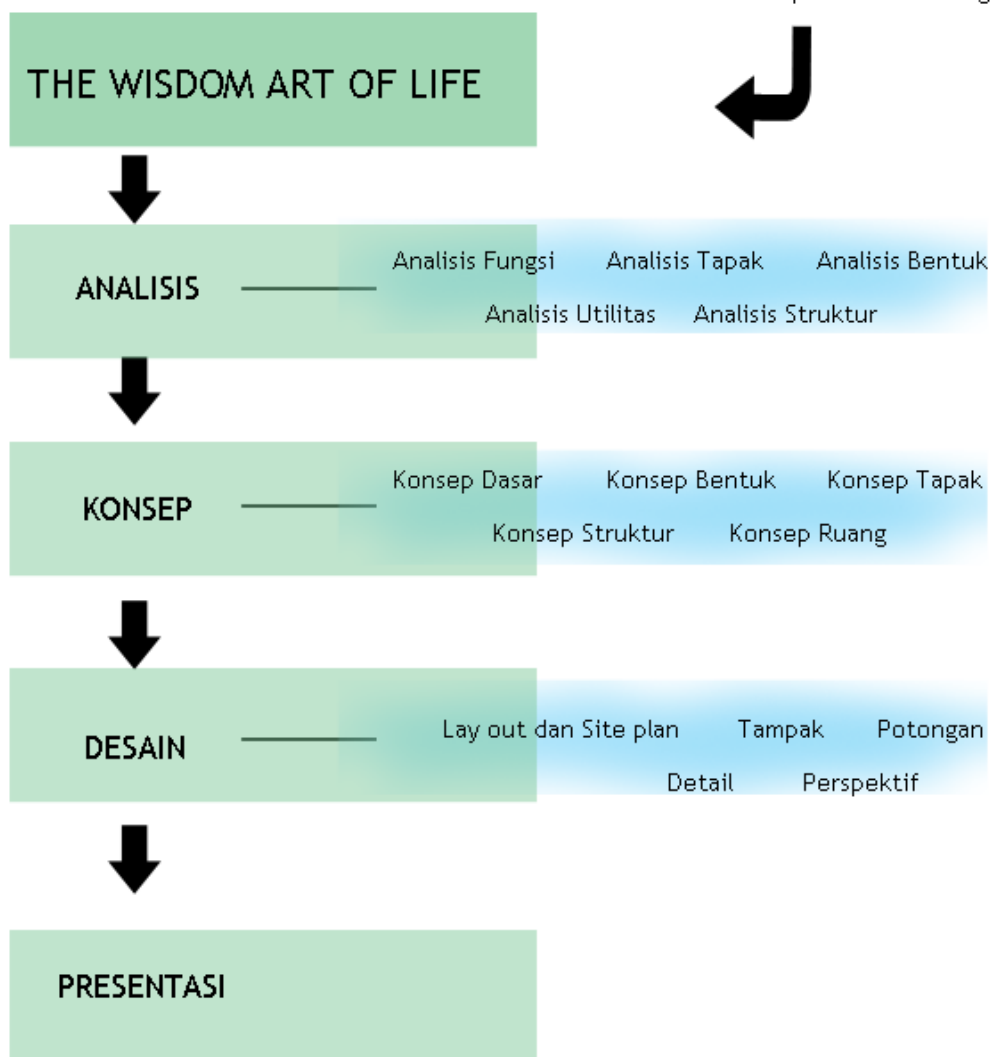 THE WISDOM ART OF LIFE
Analisis Fungsi Analisis Tapak Analisis Bentuk
ANALISIS
Analisis Utilitas Analisis Struktur
Konsep Dasar Konsep Bentuk Konsep Tapak
KONSEP
Konsep Struktur Konsep Ruang
Lay out dan Site plan Tampak Potongan
DESAIN
Detail Perspektif
PRESENTASI